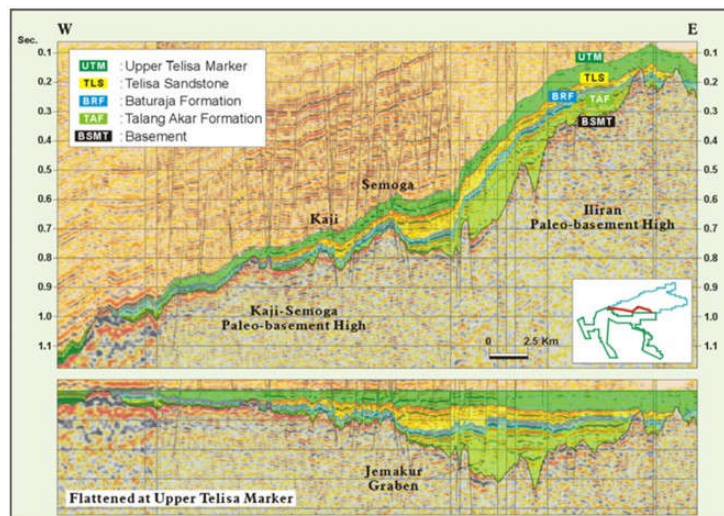 W E
Sec.
0.1 0.1
UTM : Upper Telisa Marker
TLS : Telisa Sandstone
BRF : Baturaja Formation
TAF : Talang Akar Formation
BSMT : Basement
UTM
TLS
BRF TAF
BSMT
0.2 0.2
0.3 0.3
0.4 0.4
0.5 0.5
Semoga
0.6 0.6
Kaji
Iliran
Paleo-basement High
0.7 0.7
0.8 0.8
0.9 0.9
Kaji-Semoga
Paleo-basement High
1.0 1.0
0 2.5 Km
1.1 1.1
Jemakur
Graben
Flattened at Upper Telisa Marker